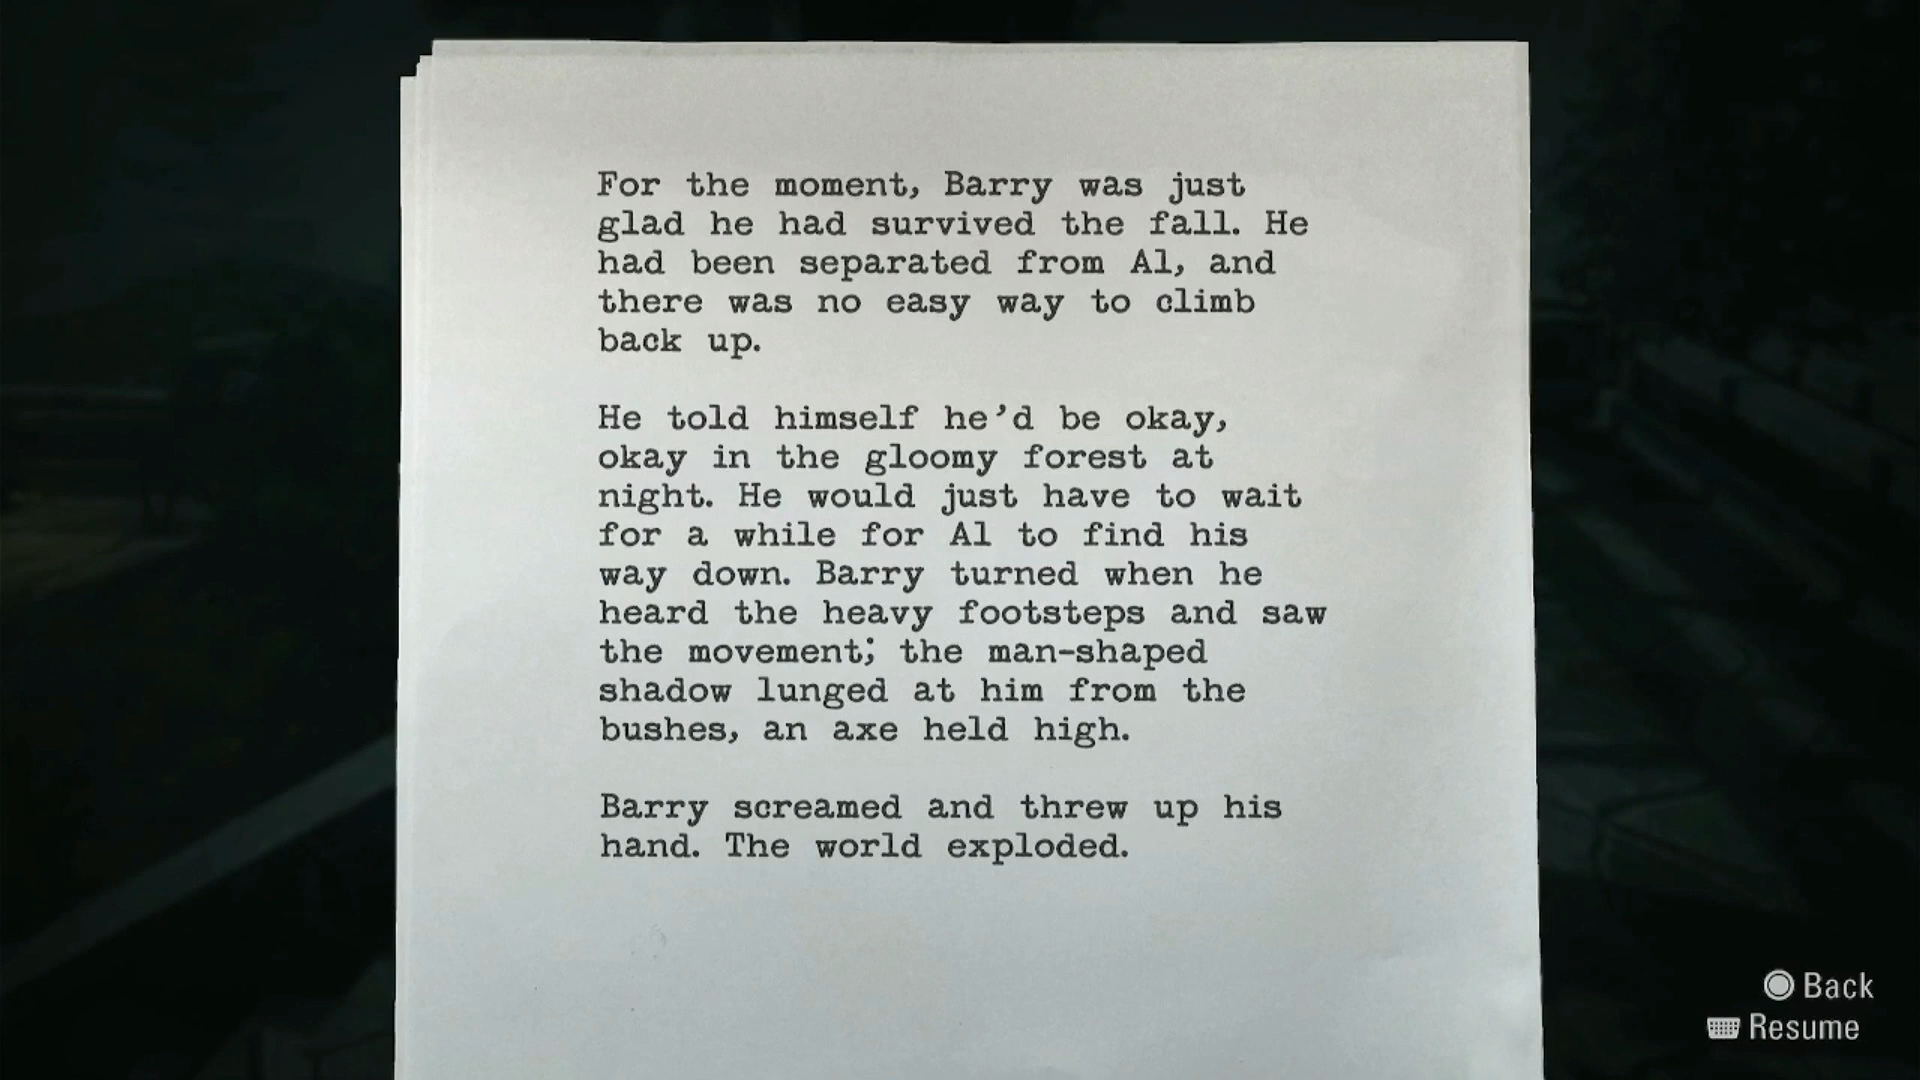 For the moment, Barry was just
glad he had survived the fall. He
had been separated from Al, and
there was no easy way to climb
back up.
He told himself he’d be okay,
okay in the gloomy forest at
night. He would just have to wait
for a while for Al to find his
way down. Barry turned when he
heard the heavy footsteps and saw
the movement; the man-shaped
shadow lunged at him from the
bushes, an axe held high.
Barry screamed and threw up his
hand. The world exploded.
Back
Resume